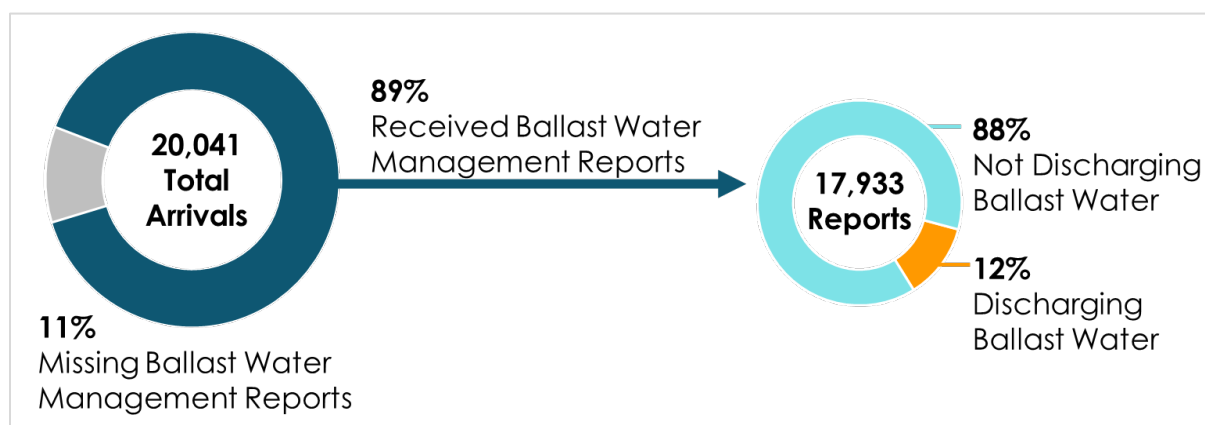 20,041
Total
Arrivals
11%
Missing Ballast Water
Management Reports
89%
Received Ballast Water
Management Reports
17,933
Reports
88%
Not Discharging
Ballast Water
12%
Discharging
Ballast Water